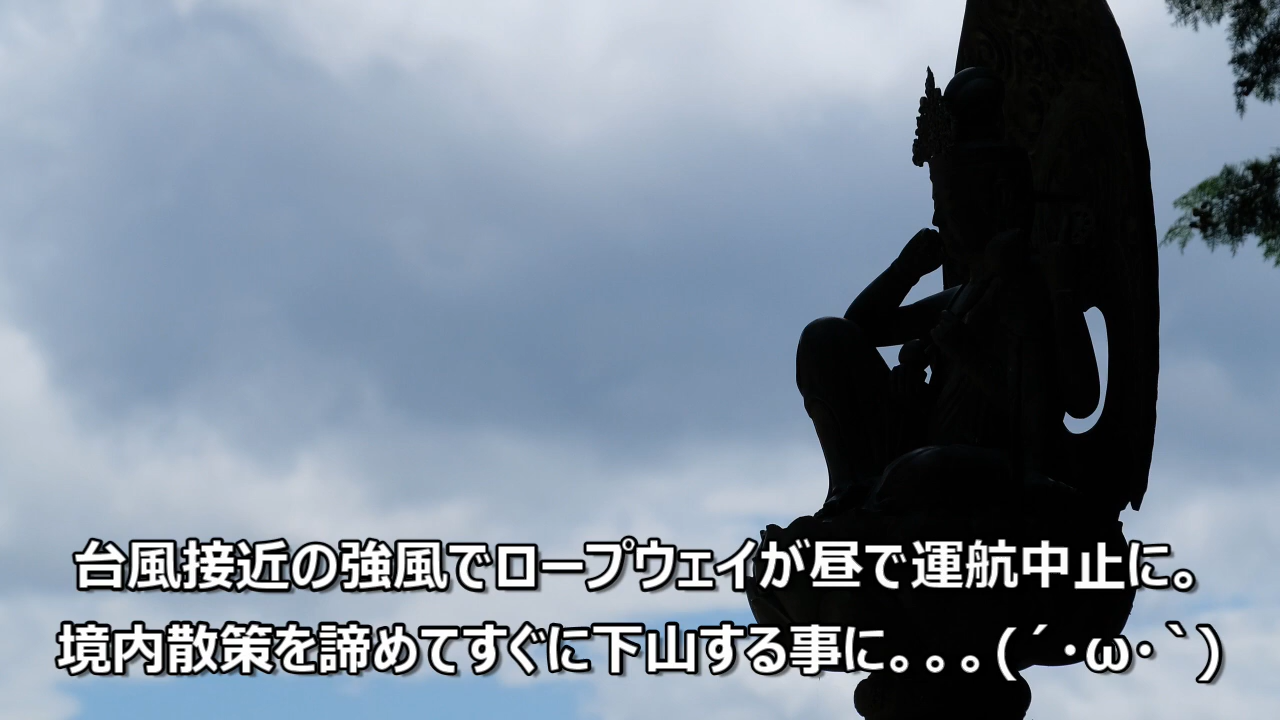 台風接近の強風でロープウェイが昼で運航中止に。
境内散策を諦めてすぐに下山する事に。。。(´･ω･`)